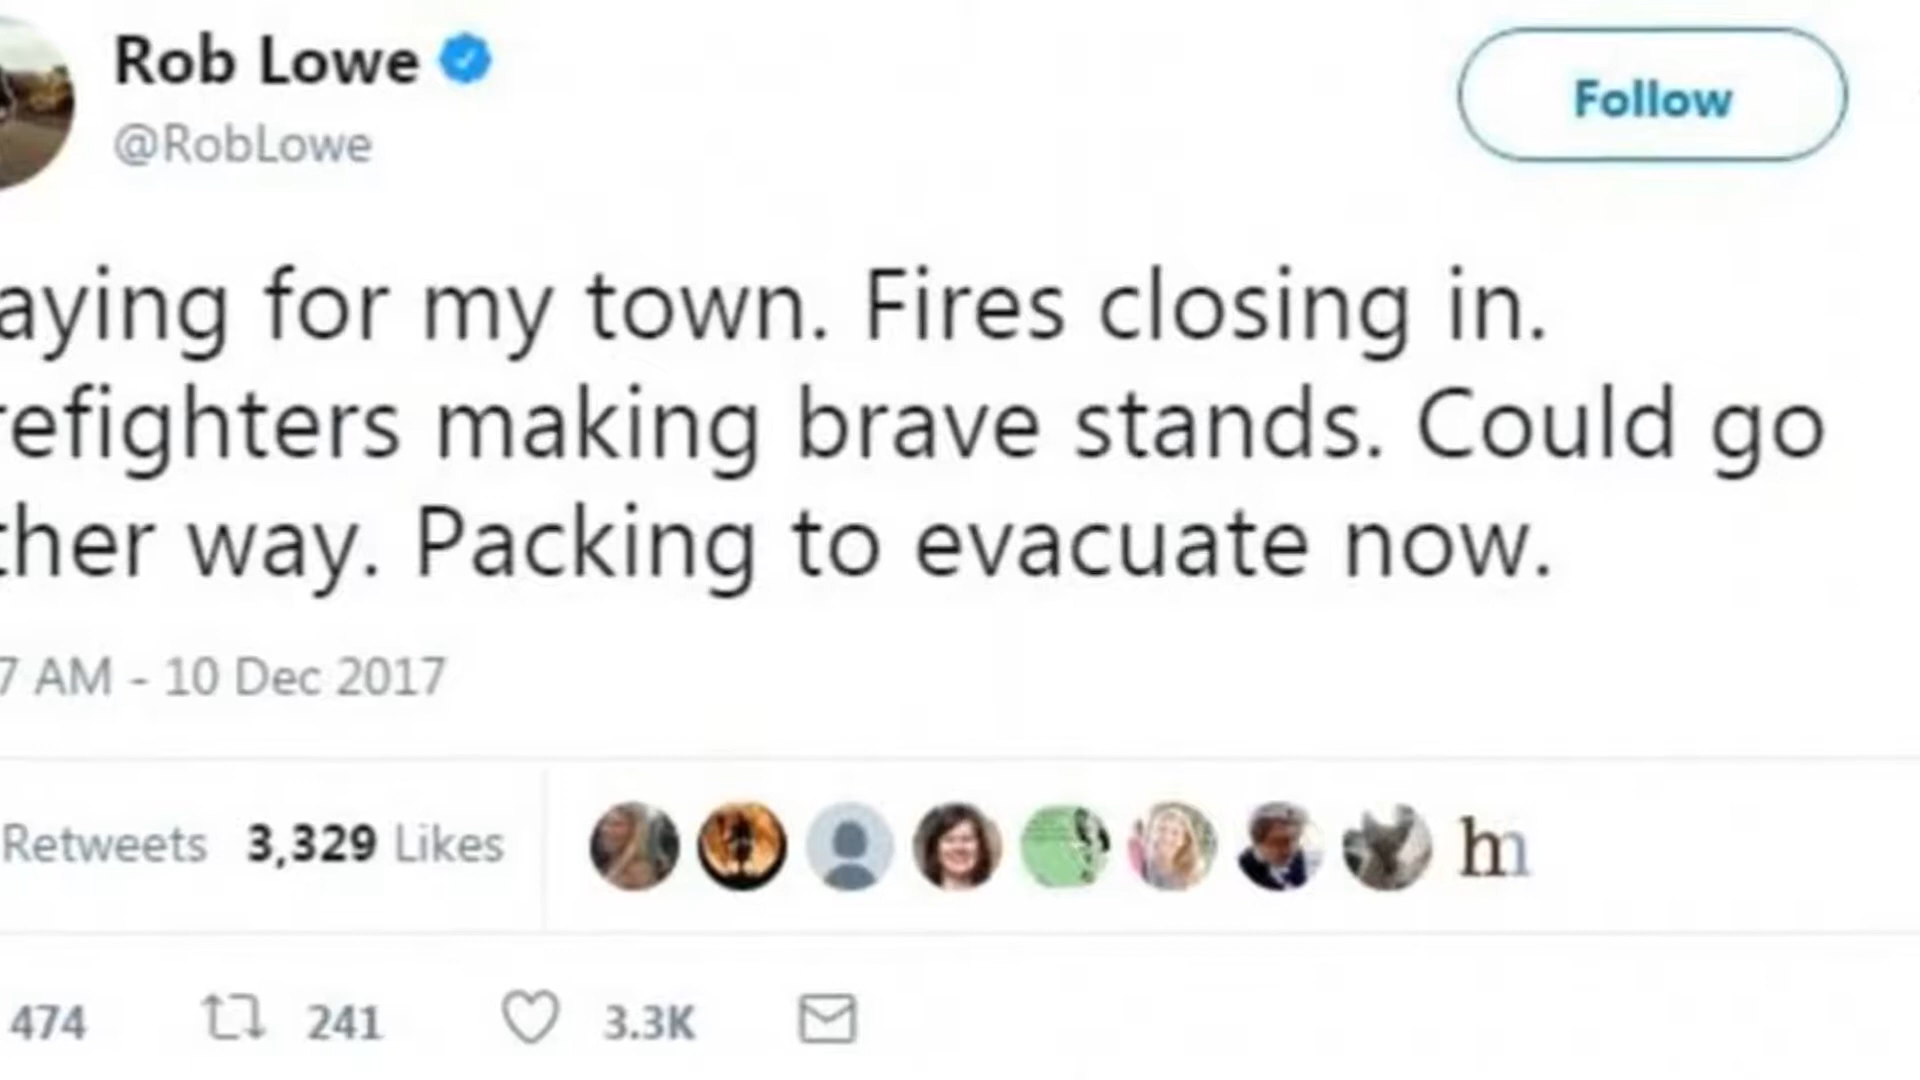 Rob Lowe
@RobLowe
Follow
aying for my town. Fires closing in.
refighters making brave stands. Could go
ther way. Packing to evacuate now.
7 AM - 10 Dec 2017
Retweets 3,329 Likes
hn
474 241 3.3K